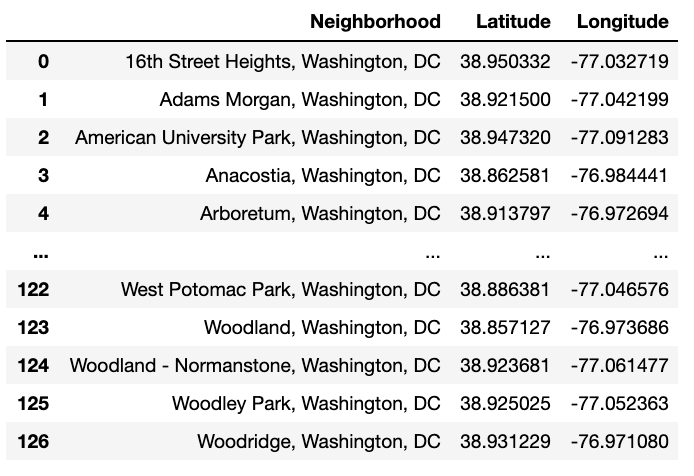 Neighborhood Latitude Longitude
0 16th Street Heights, Washington, DC 38.950332 -77.032719
1 Adams Morgan, Washington, DC 38.921500 -77.042199
2 American University Park, Washington, DC 38.947320 -77.091283
3 Anacostia, Washington, DC 38.862581 -76.984441
4 Arboretum, Washington, DC 38.913797 -76.972694
... ... ... ...
122 West Potomac Park, Washington, DC 38.886381 -77.046576
123 Woodland, Washington, DC 38.857127 -76.973686
124 Woodland - Normanstone, Washington, DC 38.923681 -77.061477
125 Woodley Park, Washington, DC 38.925025 -77.052363
126 Woodridge, Washington, DC 38.931229 -76.971080